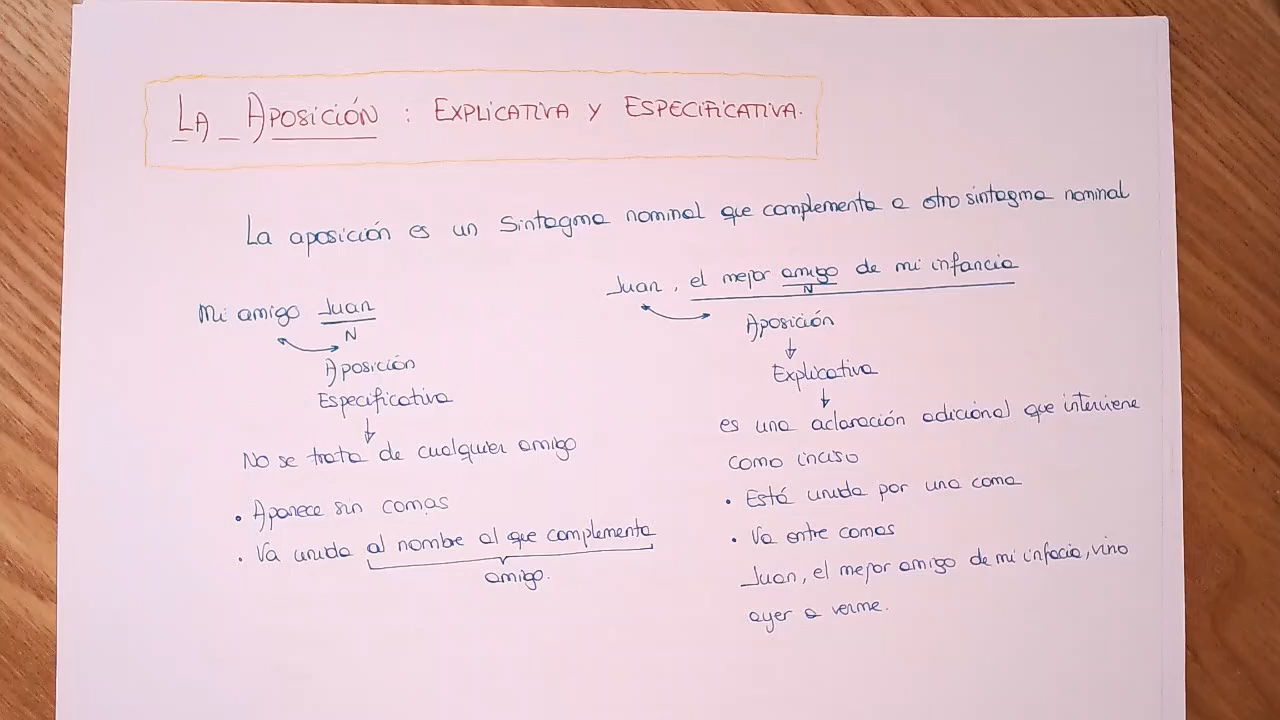 LA APOSICIÓN : EXPLICATIVA Y ESPECIFICATIVA.
La aposición es un sintagma nominal que complementa a otro sintagma nominal
Mi amigo Juan
N
Aposición
Especificativa
No se trata de cualquier amigo
• Aparece sin comas
• Va unida al nombre al que complementa
amigo.
Juan, el mejor amigo de mi infancia
N
Aposición
Explicativa
es una aclaración adicional que interviene
como inciso
• Está unida por una coma
• Va entre comas
Juan, el mejor amigo de mi infacia, vino
ayer a verme.